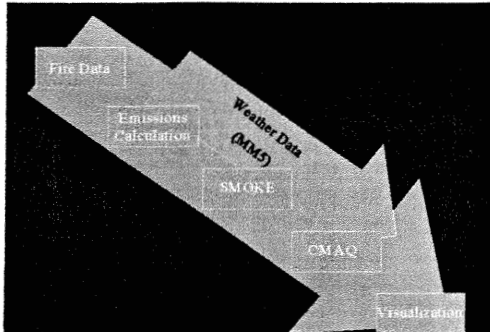 Fire Data
Emissions
Calculation
Weather Data
(MM5)
SMOKE
CMAQ
Visualization